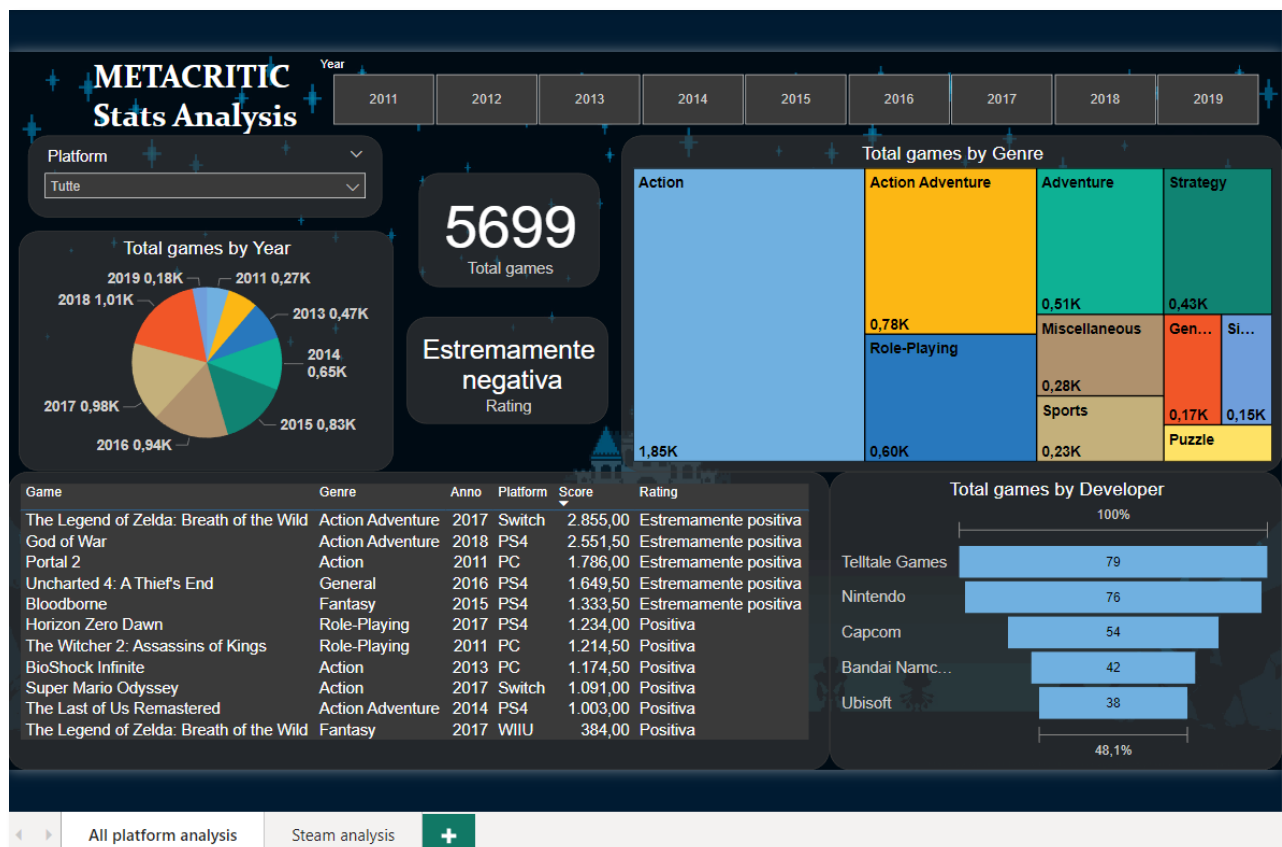 METACRITIC
Stats Analysis
Year
2011 2012 2013 2014 2015 2016 2017 2018 2019
Platform
Tutte
5699
Total games
Total games by Year
2019 0,18K
2011 0,27K
2018 1,01K
2013 0,47K
2014
0,65K
2017 0,98K
2015 0,83K
2016 0,94K
Estremamente
negativa
Rating
Total games by Genre
Action
1,85K
Action Adventure
0,78K
Role-Playing
0,60K
Adventure
0,51K
Miscellaneous
0,28K
Sports
0,23K
Strategy
0,43K
Gen...
0,17K
Si...
0,15K
Puzzle
Game Genre Anno Platform Score Rating
The Legend of Zelda: Breath of the Wild Action Adventure 2017 Switch 2.855,00 Estremamente positiva
God of War Action Adventure 2018 PS4 2.551,50 Estremamente positiva
Portal 2 Action 2011 PC 1.786,00 Estremamente positiva
Uncharted 4: A Thief's End General 2016 PS4 1.649,50 Estremamente positiva
Bloodborne Fantasy 2015 PS4 1.333,50 Estremamente positiva
Horizon Zero Dawn Role-Playing 2017 PS4 1.234,00 Positiva
The Witcher 2: Assassins of Kings Role-Playing 2011 PC 1.214,50 Positiva
BioShock Infinite Action 2013 PC 1.174,50 Positiva
Super Mario Odyssey Action 2017 Switch 1.091,00 Positiva
The Last of Us Remastered Action Adventure 2014 PS4 1.003,00 Positiva
The Legend of Zelda: Breath of the Wild Fantasy 2017 WIIU 384,00 Positiva
Total games by Developer
100%
Telltale Games 79
Nintendo 76
Capcom 54
Bandai Namc... 42
Ubisoft 38
48,1%
All platform analysis Steam analysis +